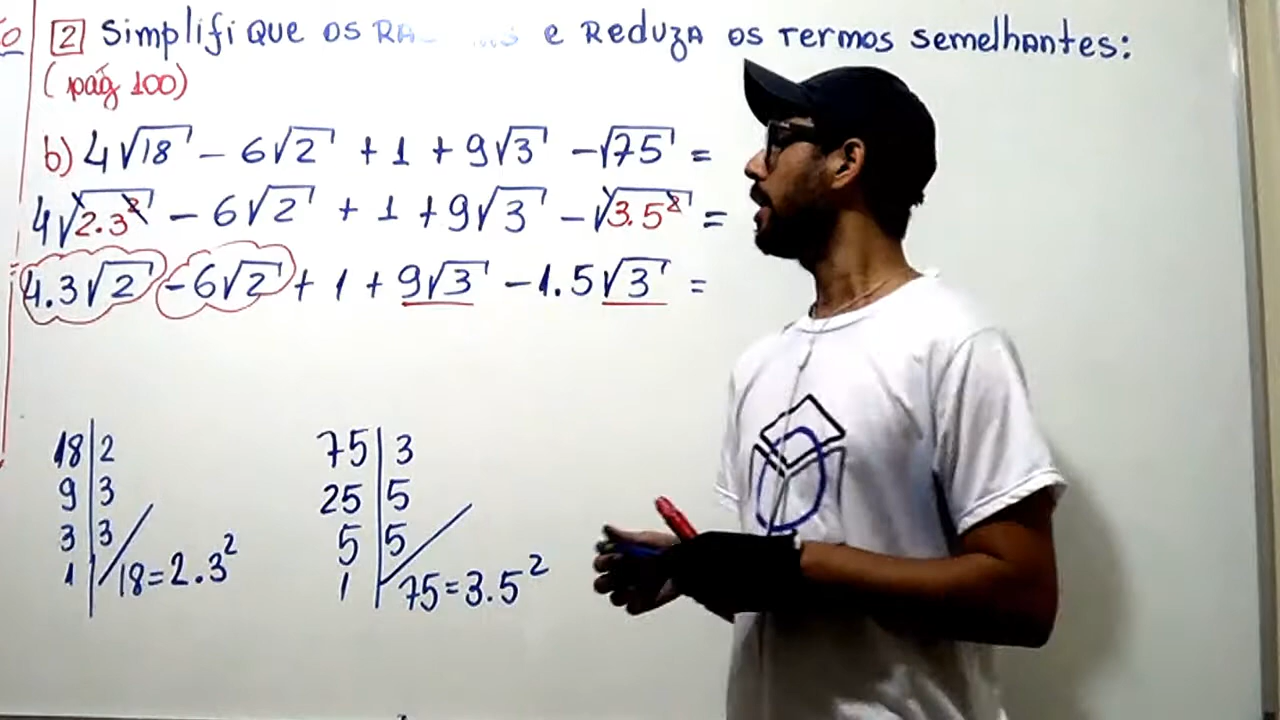 2 Simplifique os RA e Reduza os termos semelhantes:
(pág 100)
b) 4√18 - 6√2 + 1 + 9√3 - √75 =
4√2.3² - 6√2 + 1 + 9√3 - √3.5² =
4.3√2 - 6√2 + 1 + 9√3 - 1.5√3 =
18 | 2
9 | 3
3 | 3
1 / 18=2.3²
75 | 3
25 | 5
5 | 5
1 / 75=3.5²